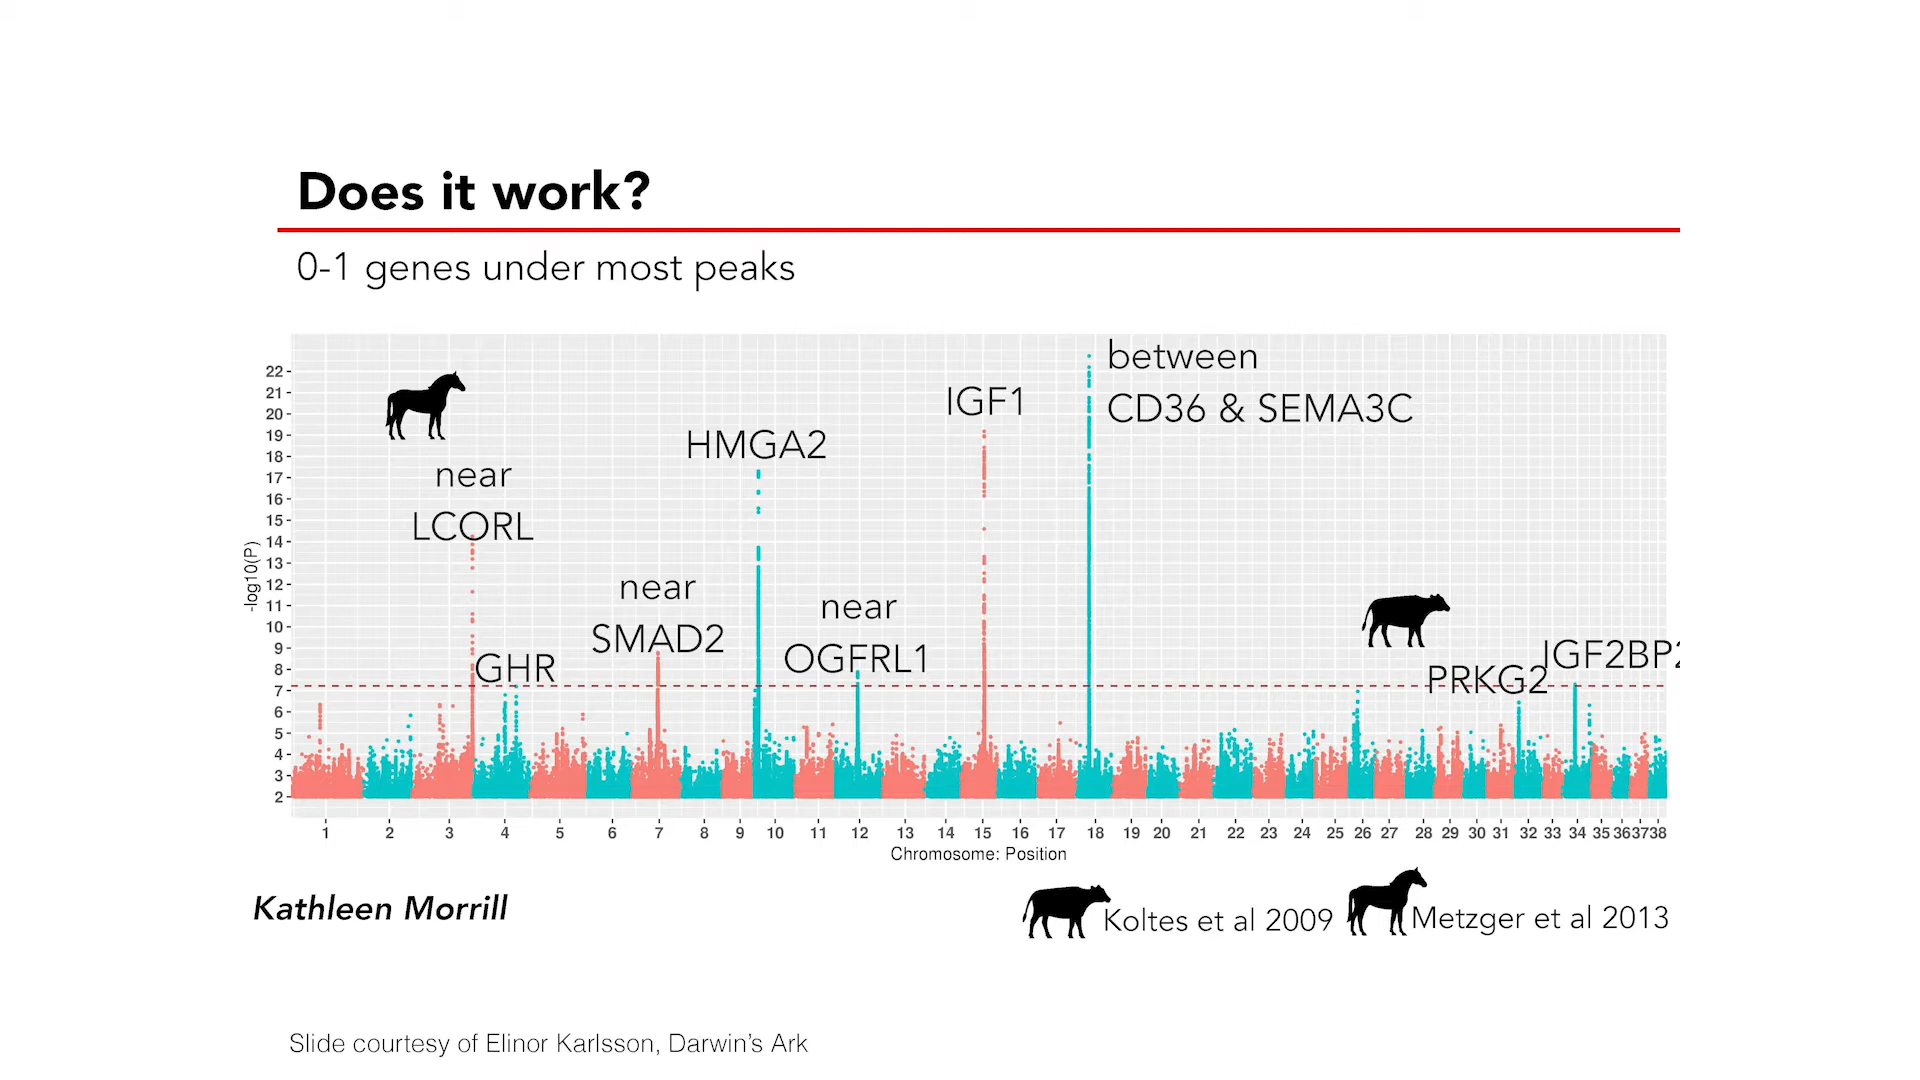 Does it work?
0-1 genes under most peaks
between
CD36 & SEMA3C
IGF1
HMGA2
near
LCORL
near
SMAD2
near
OGFRL1
GHR
IGF2BP2
PRKG2
-log10(P)
22
21
20
19
18
17
16
15
14
13
12
11
10
9
8
7
6
5
4
3
2
1 2 3 4 5 6 7 8 9 10 11 12 13 14 15 16 17 18 19 20 21 22 23 24 25 26 27 28 29 30 31 32 33 34 35 36 37 38
Chromosome: Position
Kathleen Morrill
Koltes et al 2009
Metzger et al 2013
Slide courtesy of Elinor Karlsson, Darwin's Ark